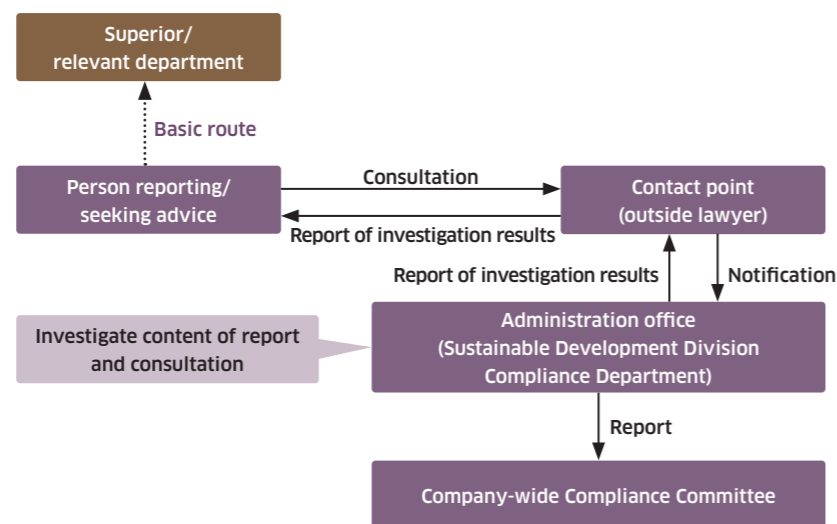 Superior/
relevant department
Basic route
Person reporting/
seeking advice
Consultation
Report of investigation results
Contact point
(outside lawyer)
Report of investigation results
Notification
Investigate content of report
and consultation
Administration office
(Sustainable Development Division
Compliance Department)
Report
Company-wide Compliance Committee